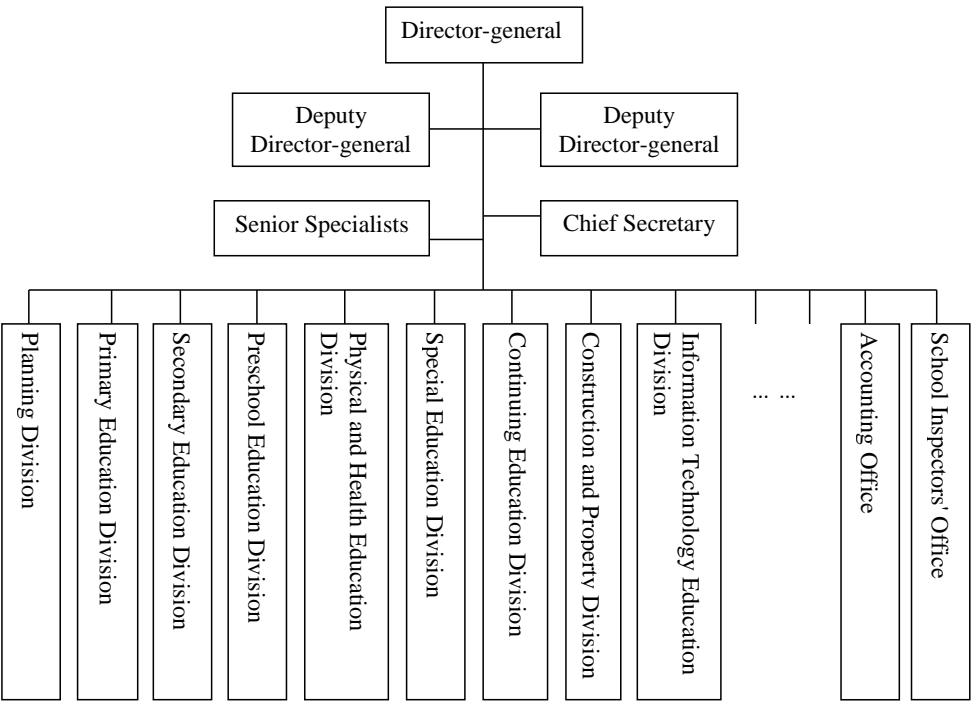 Director-general
Deputy
Director-general
Deputy
Director-general
Senior Specialists
Chief Secretary
Planning Division
Primary Education Division
Secondary Education Division
Preschool Education Division
Physical and Health Education
Division
Special Education Division
Continuing Education Division
Construction and Property Division
Information Technology Education
Division
... ...
Accounting Office
School Inspectors' Office